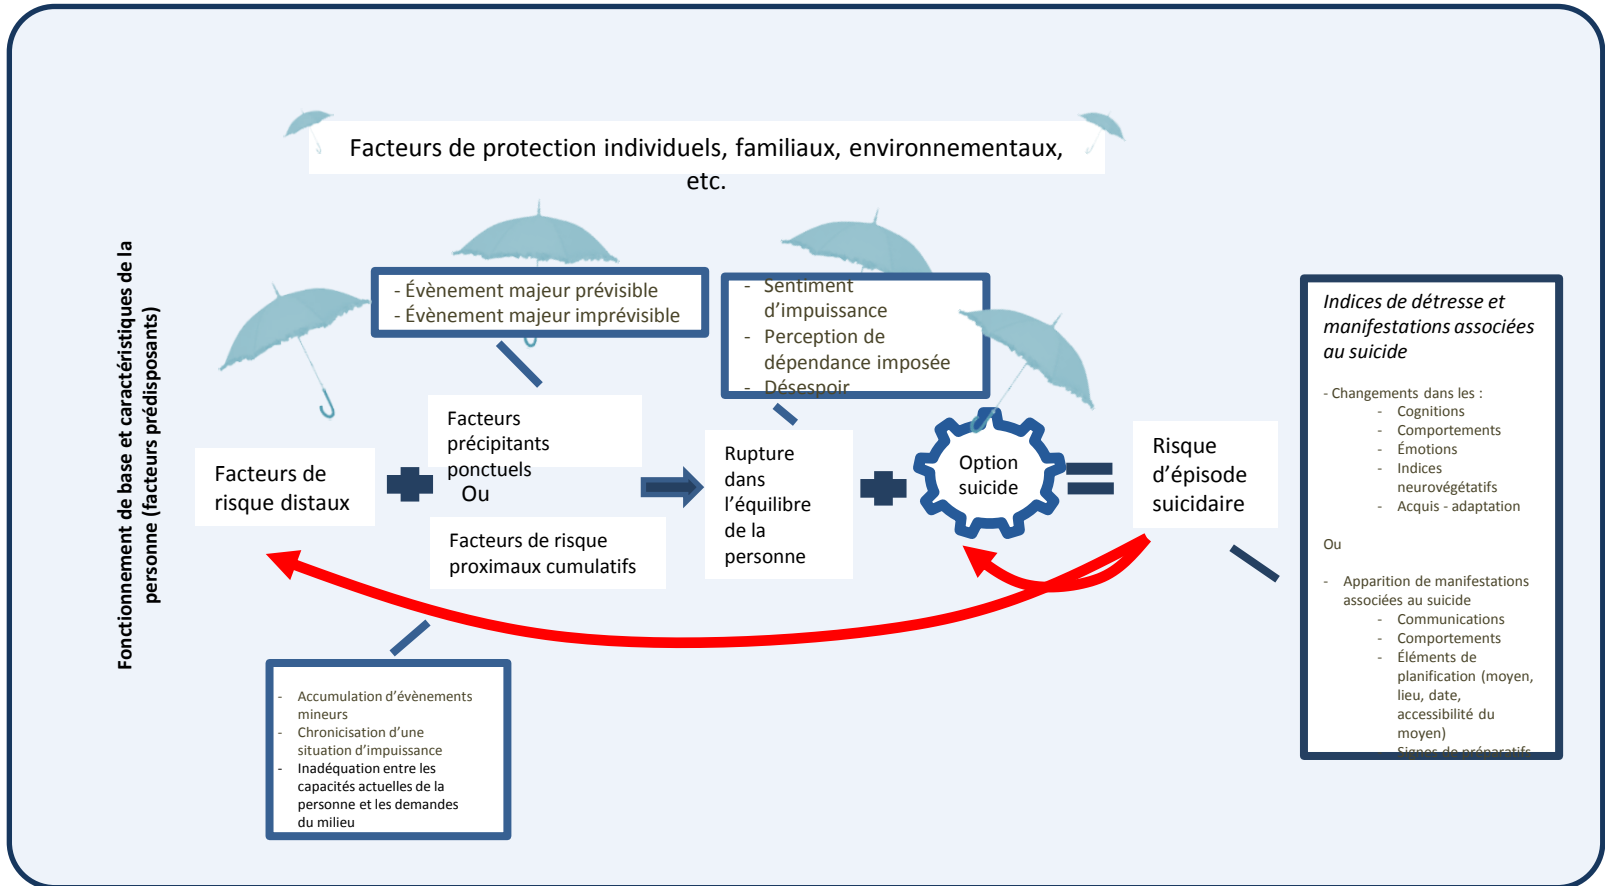 Facteurs de protection individuels, familiaux, environnementaux,
etc.
Fonctionnement de base et caractéristiques de la
personne (facteurs prédisposants)
- Évènement majeur prévisible
- Évènement majeur imprévisible
- Sentiment
d’impuissance
- Perception de
dépendance imposée
- Désespoir
Facteurs de
risque distaux
Facteurs
précipitants
ponctuels
Ou
Facteurs de risque
proximaux cumulatifs
Rupture
dans
l’équilibre
de la
personne
Option
suicide
Risque
d’épisode
suicidaire
- Accumulation d’évènements
mineurs
- Chronicisation d’une
situation d’impuissance
- Inadéquation entre les
capacités actuelles de la
personne et les demandes
du milieu
Indices de détresse et
manifestations associées
au suicide
- Changements dans les :
- Cognitions
- Comportements
- Émotions
- Indices
neurovégétatifs
- Acquis - adaptation
Ou
- Apparition de manifestations
associées au suicide
- Communications
- Comportements
- Éléments de
planification (moyen,
lieu, date,
accessibilité du
moyen)
- Signes de préparatifs